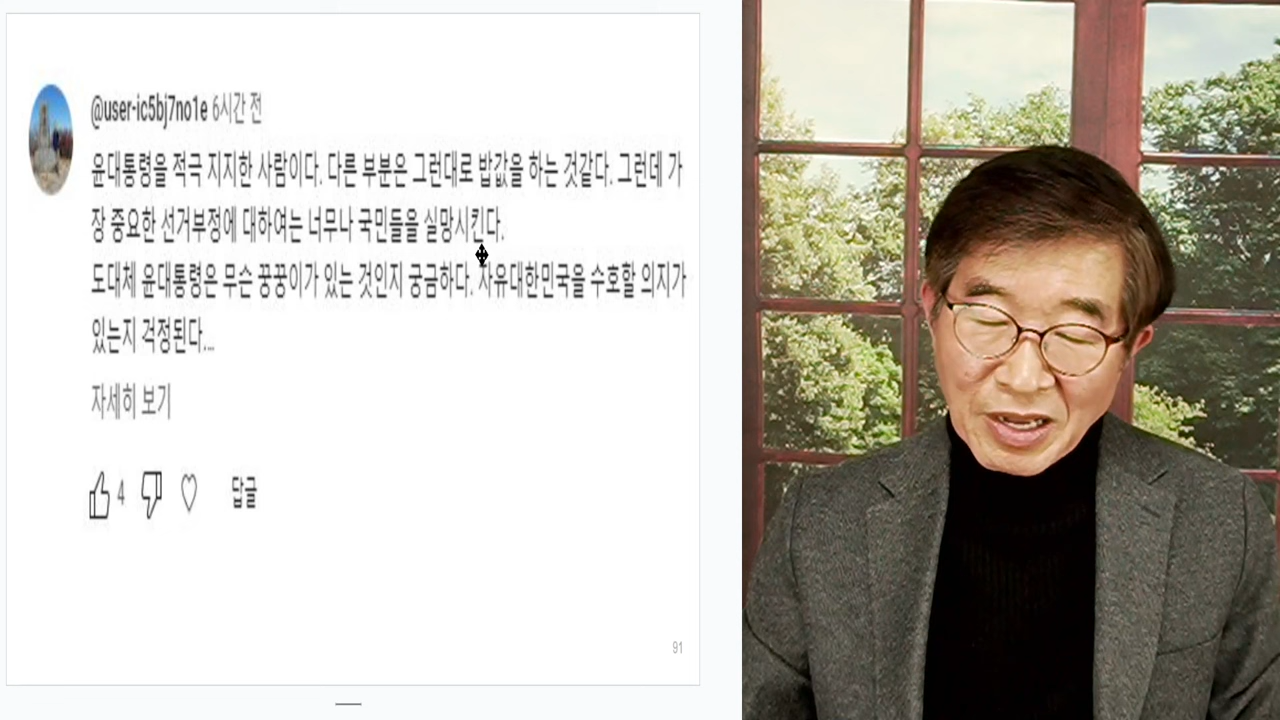 @user-ic5bj7no1e 6시간 전
윤대통령을 적극 지지한 사람이다. 다른 부분은 그런대로 밥값을 하는 것같다. 그런데 가
장 중요한 선거부정에 대하여는 너무나 국민들을 실망시킨다.
도대체 윤대통령은 무슨 꿍꿍이가 있는 것인지 궁금하다. 자유대한민국을 수호할 의지가
있는지 걱정된다...
자세히 보기
4 답글
91